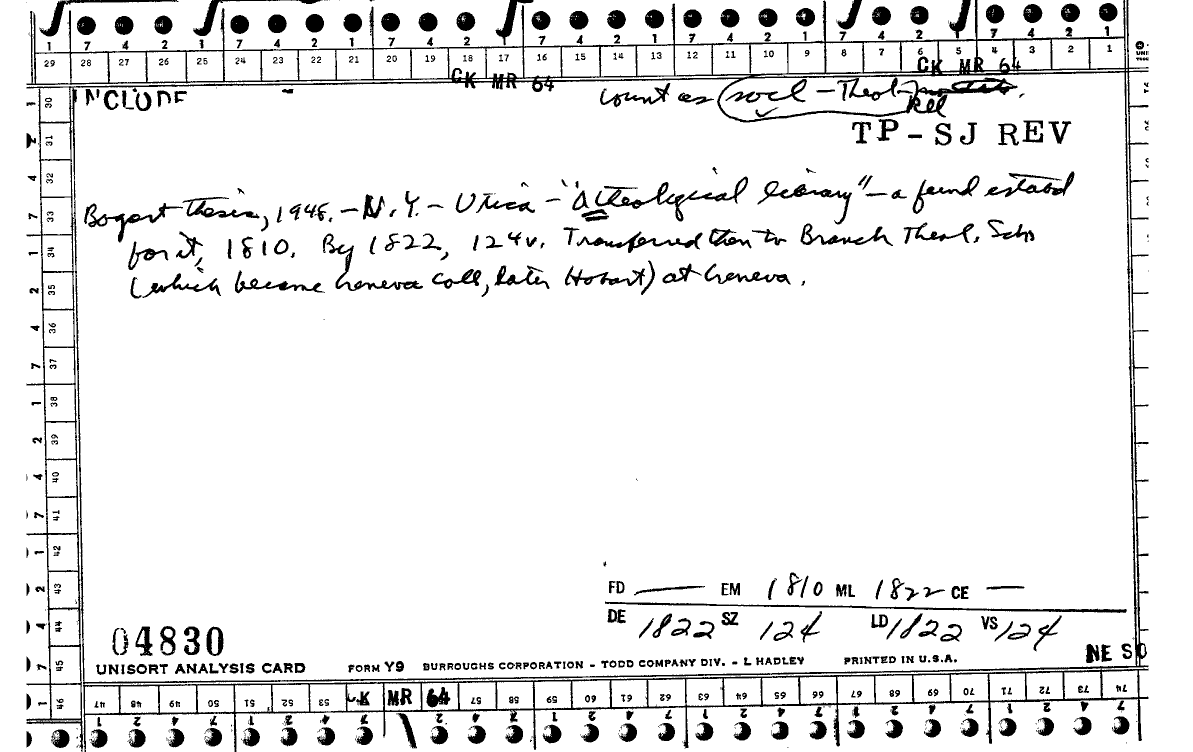 7 4 2 1 7 4 2 1 7 4 2 1 7 4 2 1 7 4 2 1 7 4 2 1
29 28 27 26 25 24 23 22 21 20 19 18 17 16 15 14 13 12 11 10 9 8 7 6 5 4 3 2 1
CK MR 64 CK MR 64
INCLUDE
count as socl - Theol
Rel
TP-SJ REV
Bogart thesis, 1948. - N.Y. - Utica - "A theological library" - a fund estabd
for it, 1810. By 1822, 124v. Transferred then to Branch Theol. Sch
(which became Geneva Coll, later Hobart) at Geneva.
30
31
32
33
34
35
36
37
38
39
40
41
42
43
44
45
46
FD — EM 1810 ML 1822 CE —
DE 1822 SZ 124 LD 1822 VS 124
04830
NE SO
UNISORT ANALYSIS CARD FORM Y9 BURROUGHS CORPORATION - TODD COMPANY DIV. - L HADLEY PRINTED IN U.S.A.
CK MR 64
47 48 49 50 51 52 53 57 58 59 60 61 62 63 64 65 66 67 68 69 70 71 72 73 74